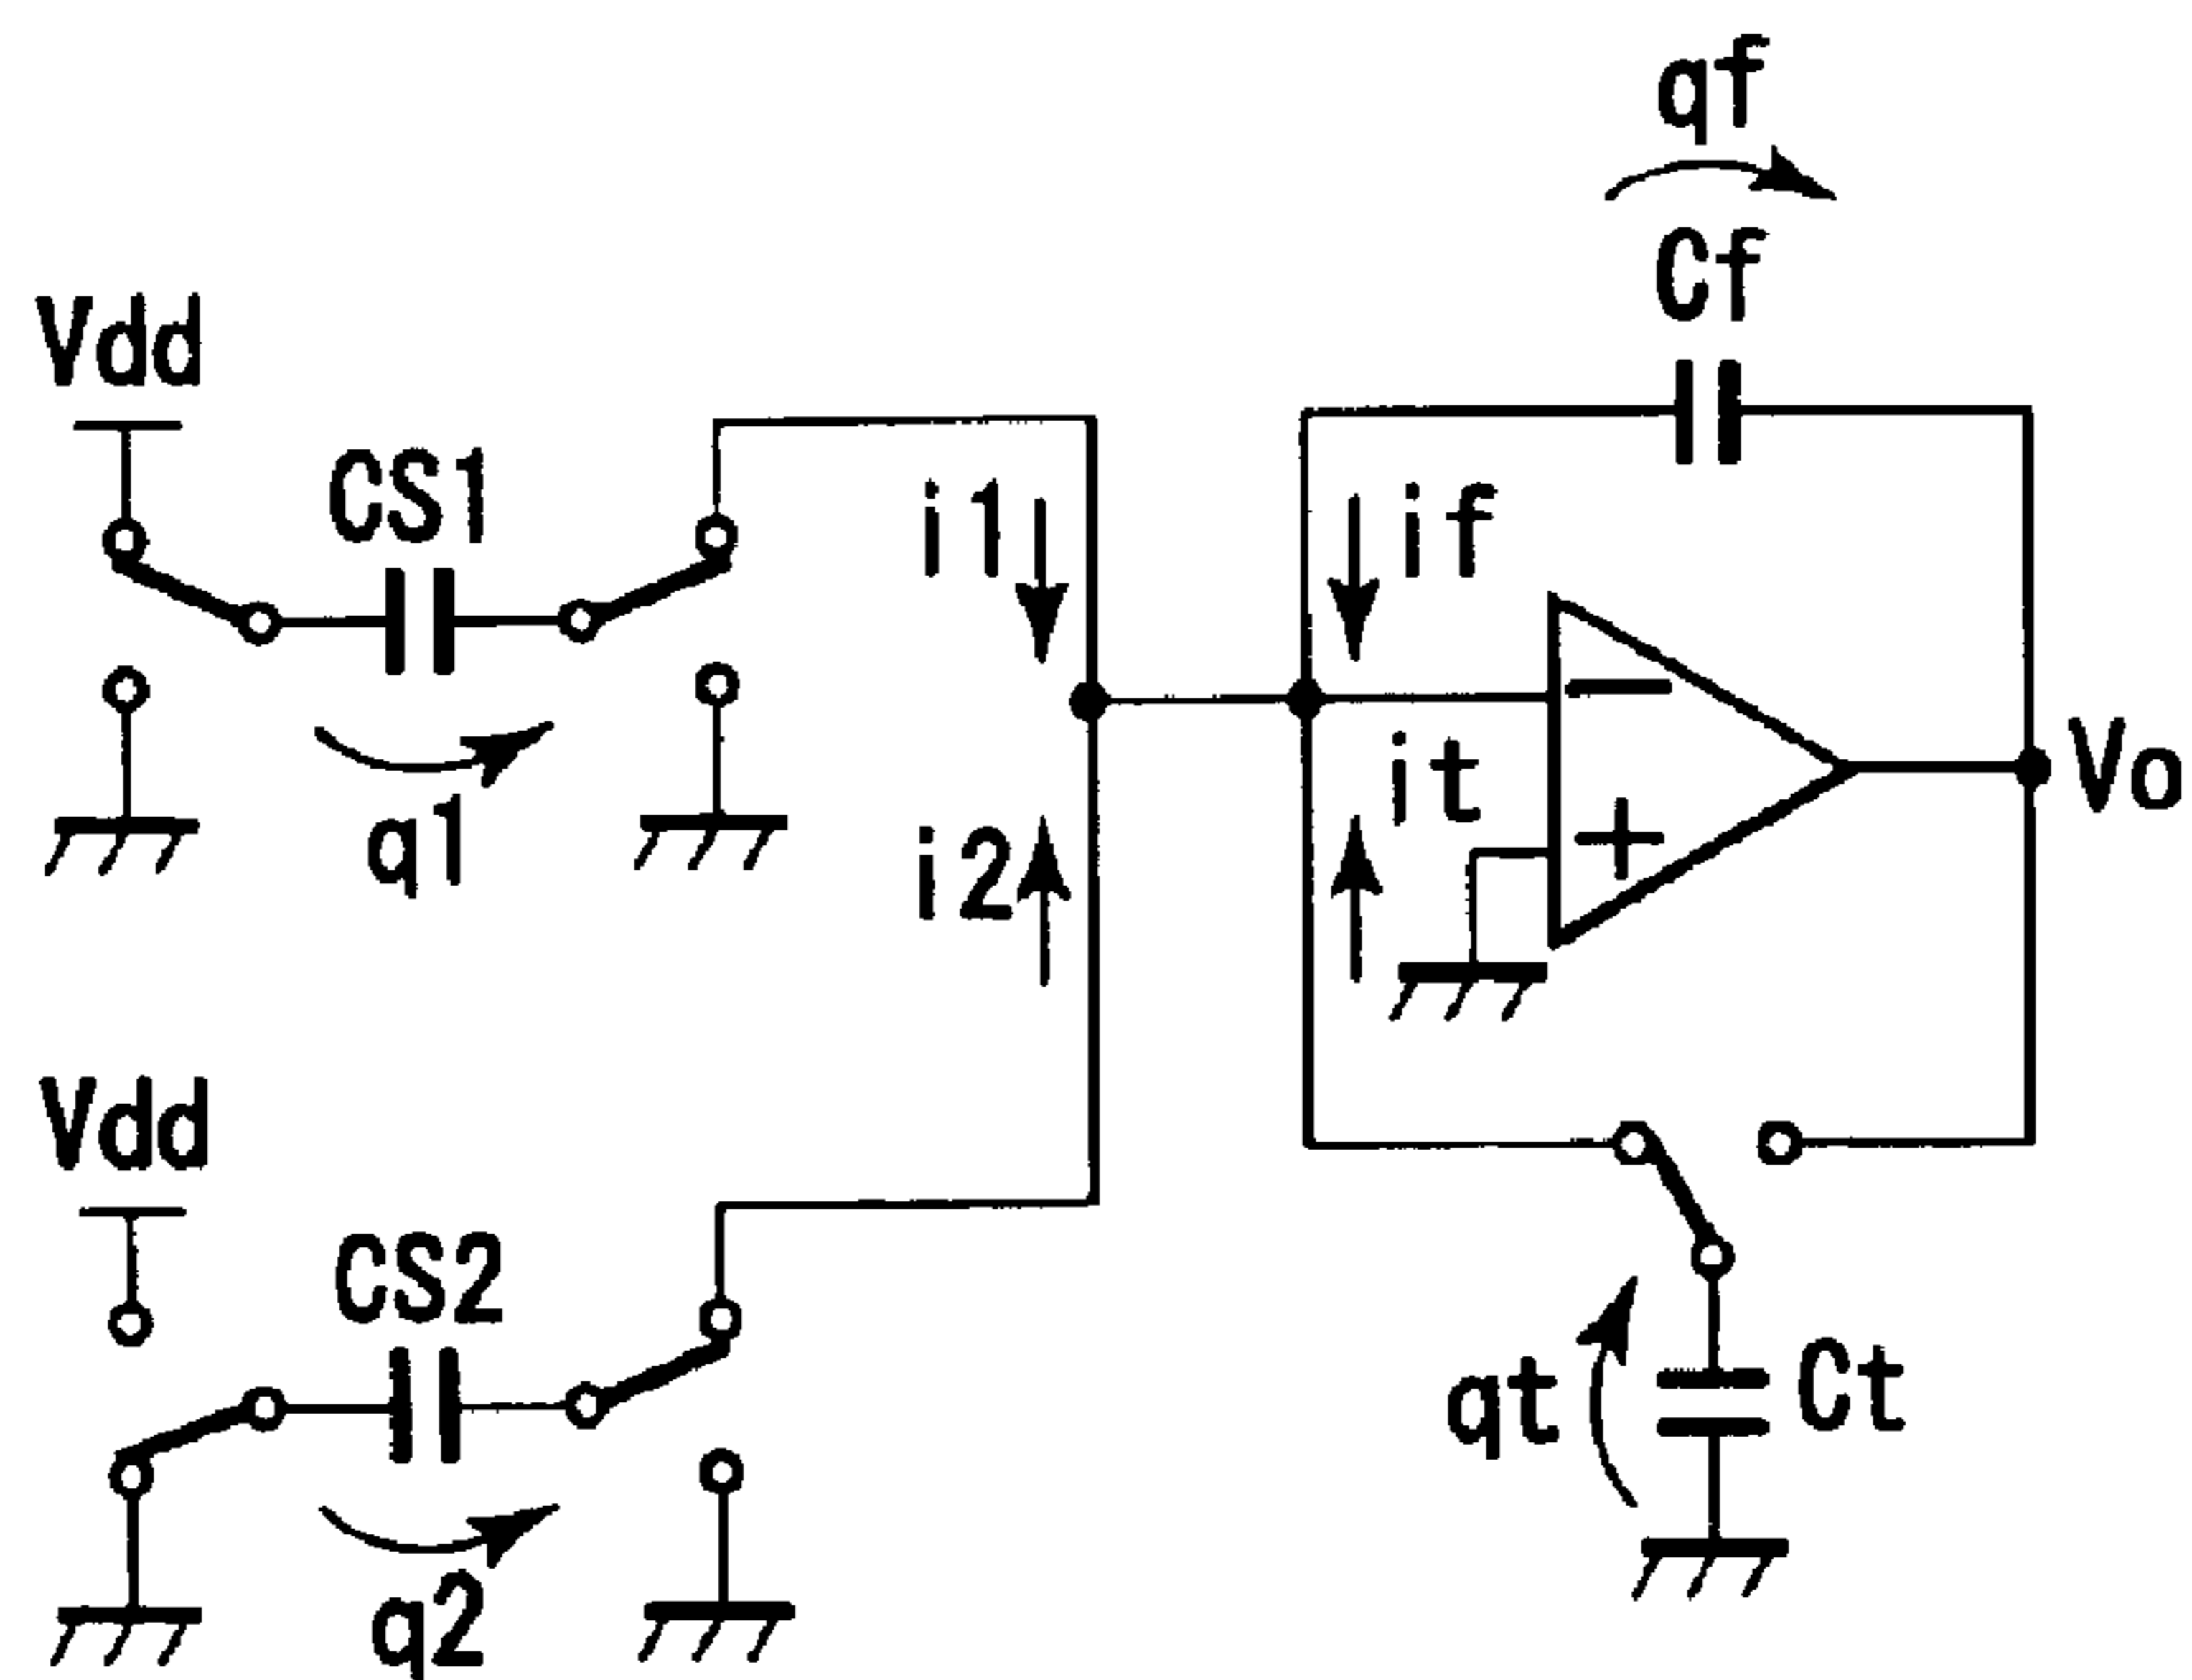 qf
Cf
Vdd
CS1
i1
if
q1
i2
it
−
+
Vo
Vdd
CS2
q2
qt
Ct